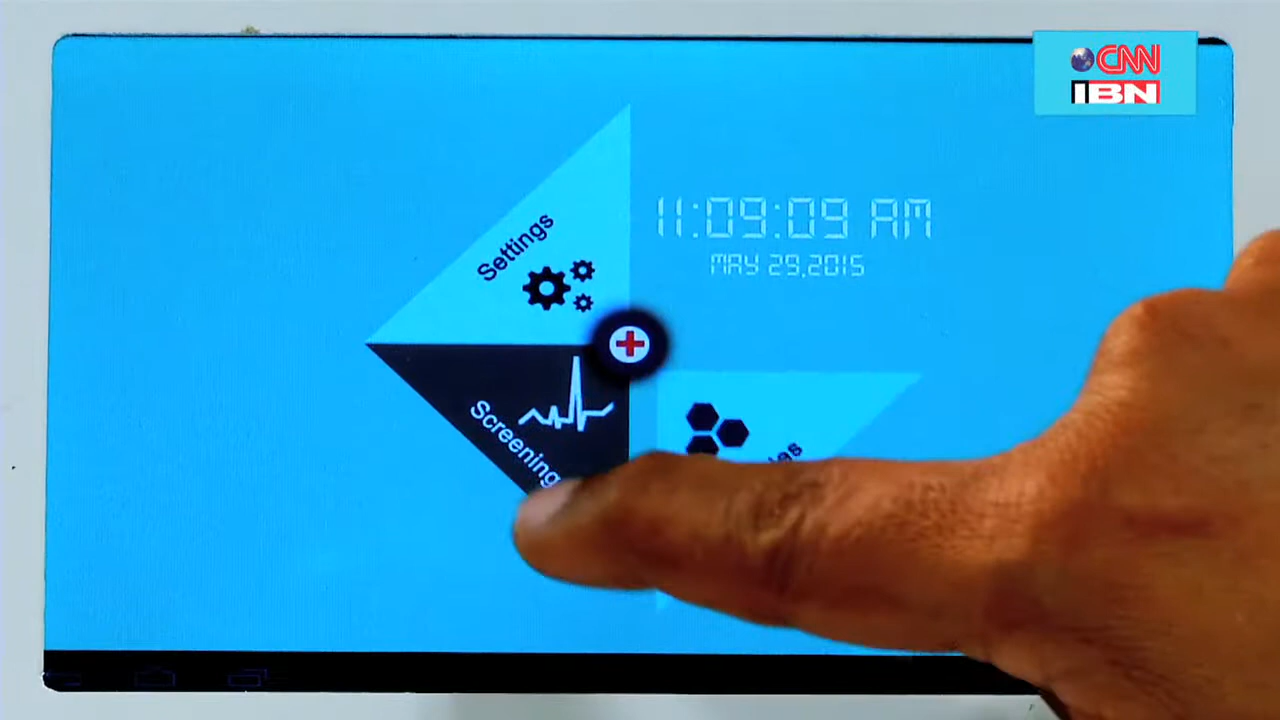 CNN
IBN
11:09:09 AM
MAY 29,2015
Settings
Screening